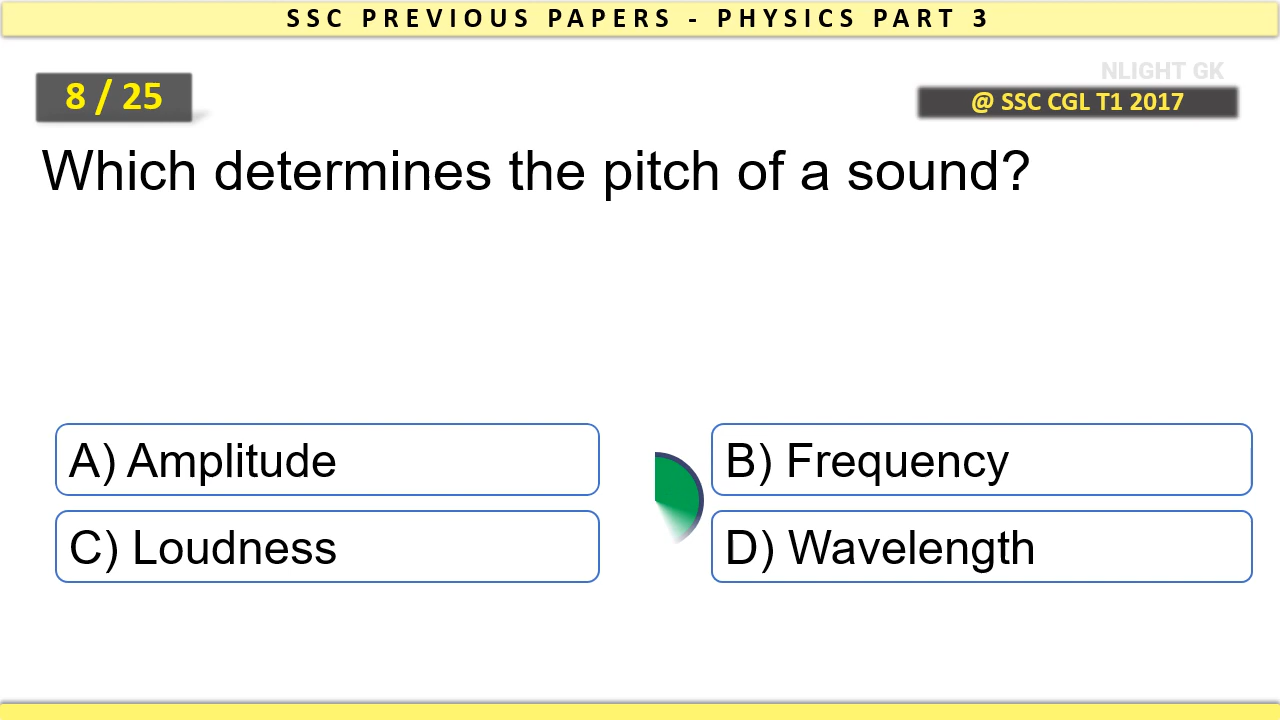 SSC PREVIOUS PAPERS - PHYSICS PART 3
NLIGHT GK
8 / 25
@ SSC CGL T1 2017
Which determines the pitch of a sound?
A) Amplitude
B) Frequency
C) Loudness
D) Wavelength